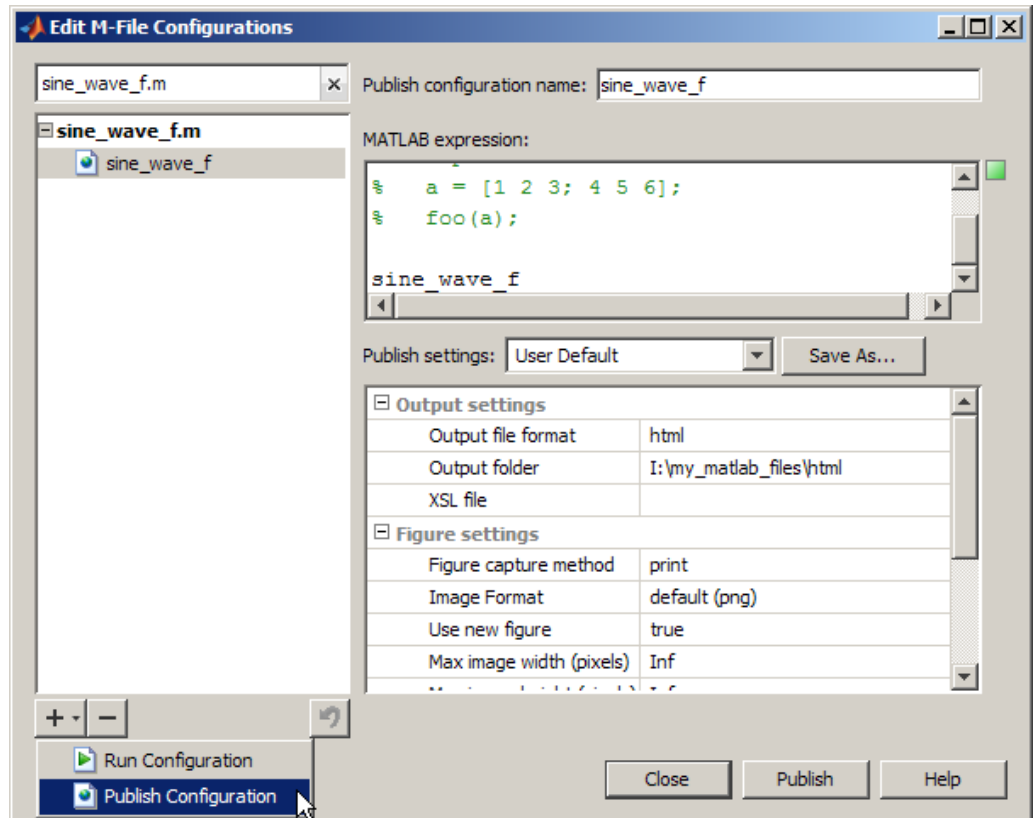 Edit M-File Configurations
sine_wave_f.m
Publish configuration name: sine_wave_f
sine_wave_f.m
sine_wave_f
MATLAB expression:
% a = [1 2 3; 4 5 6];
% foo(a);
sine_wave_f
Publish settings: User Default Save As...
Output settings
Output file format html
Output folder I:\my_matlab_files\html
XSL file
Figure settings
Figure capture method print
Image Format default (png)
Use new figure true
Max image width (pixels) Inf
Run Configuration
Publish Configuration
Close Publish Help